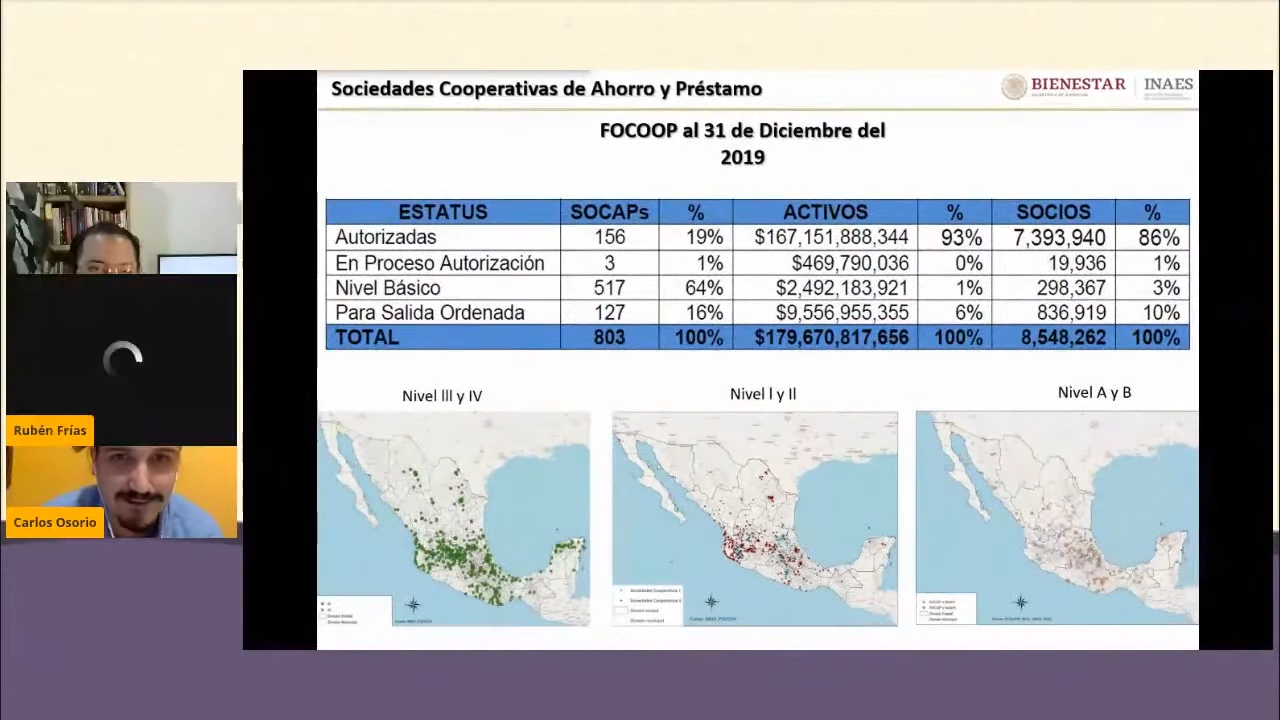 Sociedades Cooperativas de Ahorro y Préstamo
BIENESTAR
INAES
FOCOOP al 31 de Diciembre del
2019
ESTATUS SOCAPs % ACTIVOS % SOCIOS %
Autorizadas 156 19% $167,151,888,344 93% 7,393,940 86%
En Proceso Autorización 3 1% $469,790,036 0% 19,936 1%
Nivel Básico 517 64% $2,492,183,921 1% 298,367 3%
Para Salida Ordenada 127 16% $9,556,955,355 6% 836,919 10%
TOTAL 803 100% $179,670,817,656 100% 8,548,262 100%
Nivel III y IV
Nivel I y II
Nivel A y B
Rubén Frías
Carlos Osorio